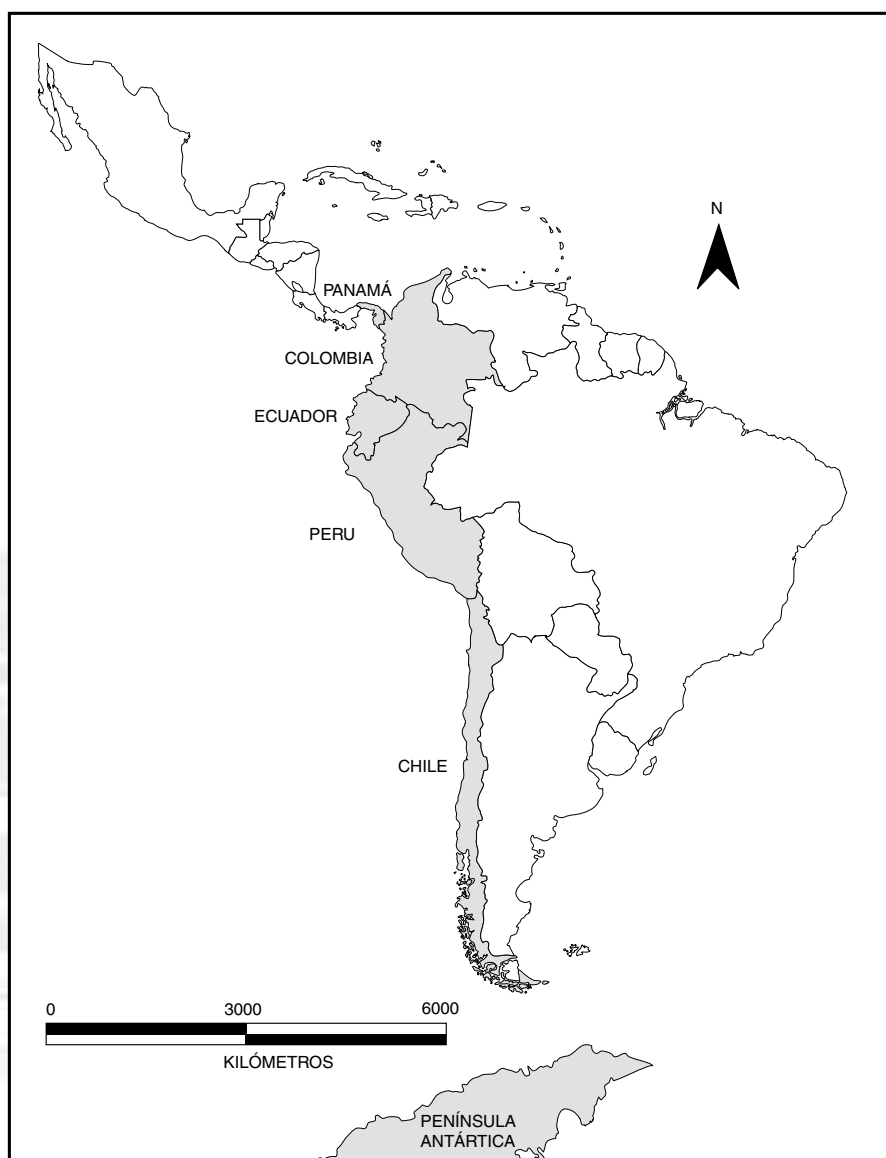 N
PANAMÁ
COLOMBIA
ECUADOR
PERU
CHILE
0 3000 6000
KILÓMETROS
PENÍNSULA
ANTÁRTICA